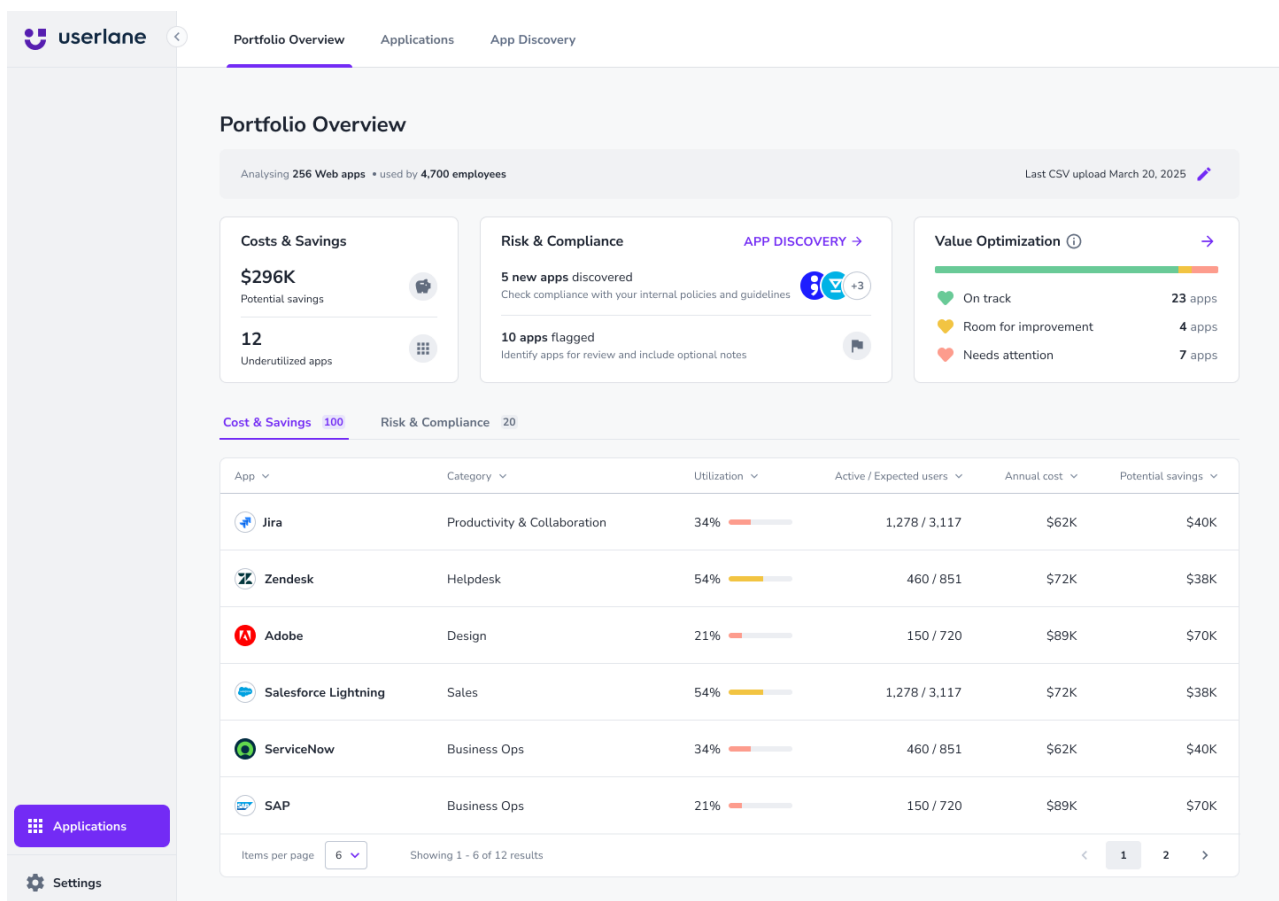 userlane
Portfolio Overview Applications App Discovery
Portfolio Overview
Analysing 256 Web apps • used by 4,700 employees
Last CSV upload March 20, 2025
Costs & Savings
$296K
Potential savings
12
Underutilized apps
Risk & Compliance
APP DISCOVERY →
5 new apps discovered
Check compliance with your internal policies and guidelines
+3
10 apps flagged
Identify apps for review and include optional notes
Value Optimization
On track 23 apps
Room for improvement 4 apps
Needs attention 7 apps
Cost & Savings 100 Risk & Compliance 20
App Category Utilization Active / Expected users Annual cost Potential savings
Jira Productivity & Collaboration 34% 1,278 / 3,117 $62K $40K
Zendesk Helpdesk 54% 460 / 851 $72K $38K
Adobe Design 21% 150 / 720 $89K $70K
Salesforce Lightning Sales 54% 1,278 / 3,117 $72K $38K
ServiceNow Business Ops 34% 460 / 851 $62K $40K
SAP SAP Business Ops 21% 150 / 720 $89K $70K
Items per page 6 Showing 1 - 6 of 12 results 1 2
Applications
Settings